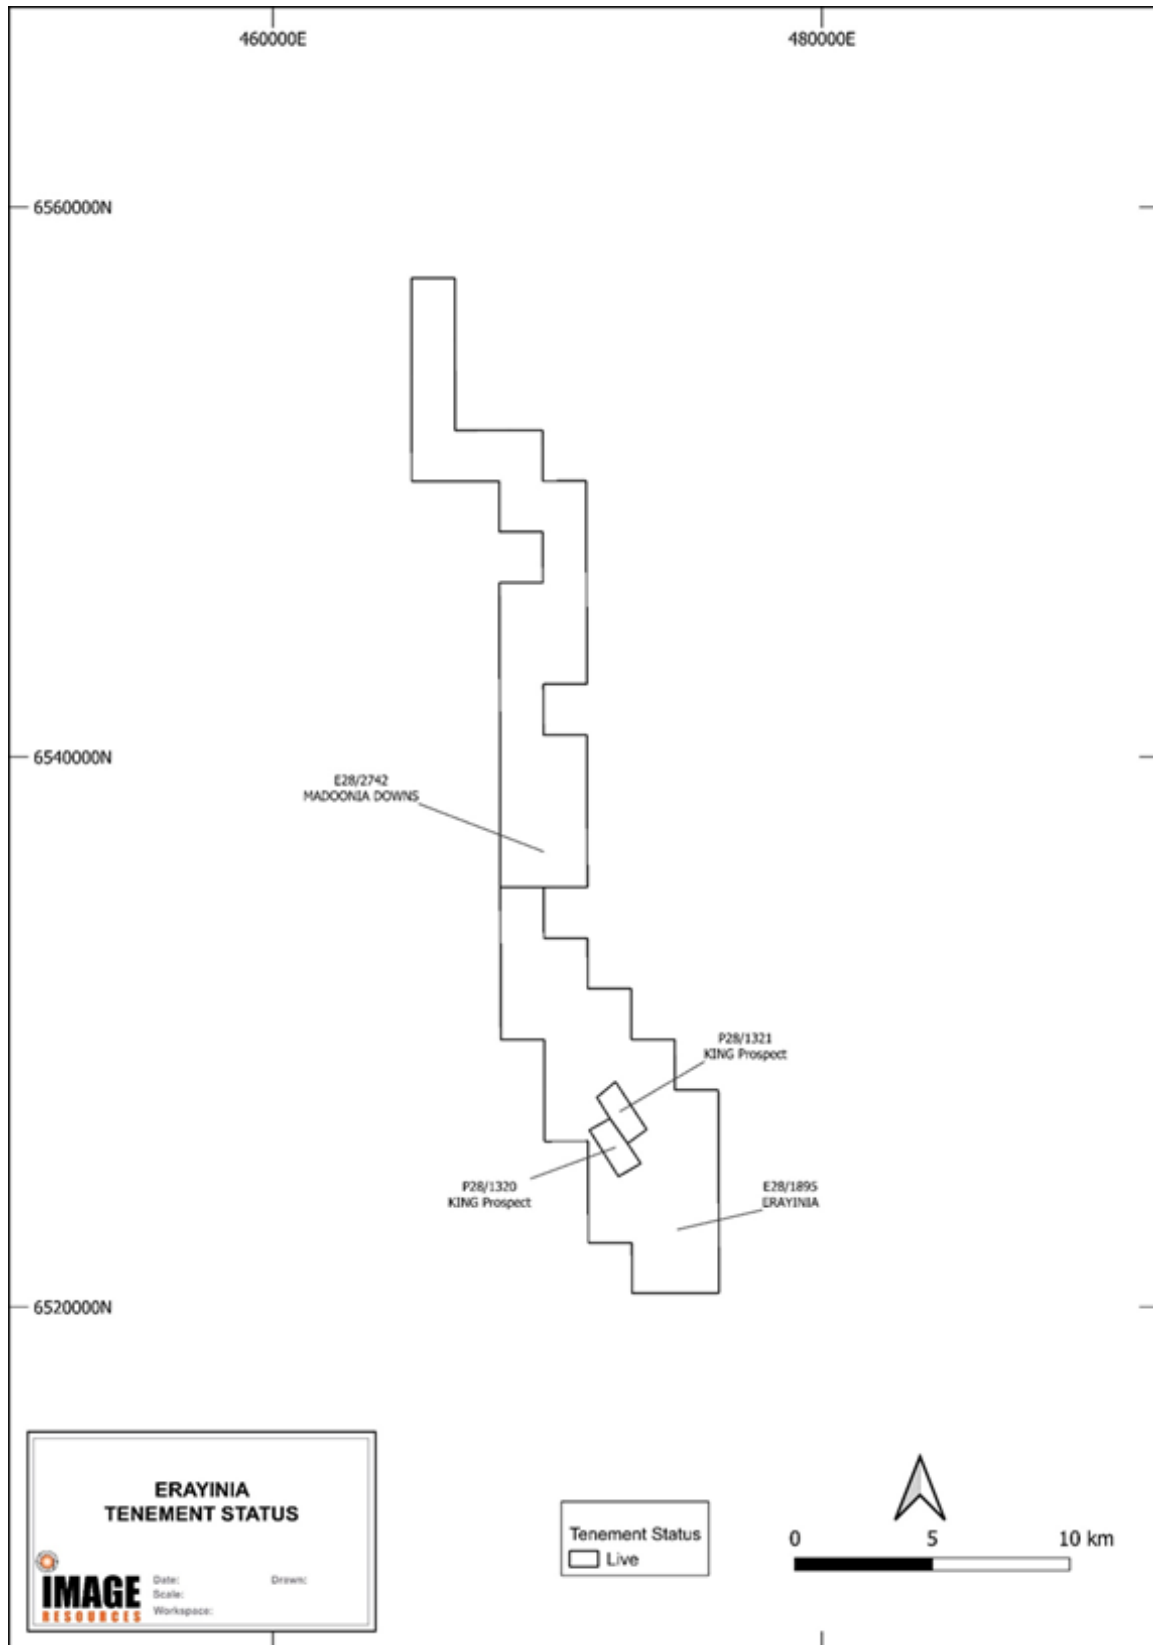 460000E
480000E
6560000N
6540000N
E28/2742
MADOONIA DOWNS
P28/1321
KING Prospect
P28/1320
KING Prospect
E28/1895
ERAYINIA
6520000N
ERAYINIA
TENEMENT STATUS
Date:
Drawn:
Scale:
Workspace:
IMAGE
RESOURCES
Tenement Status
Live
0 5 10 km